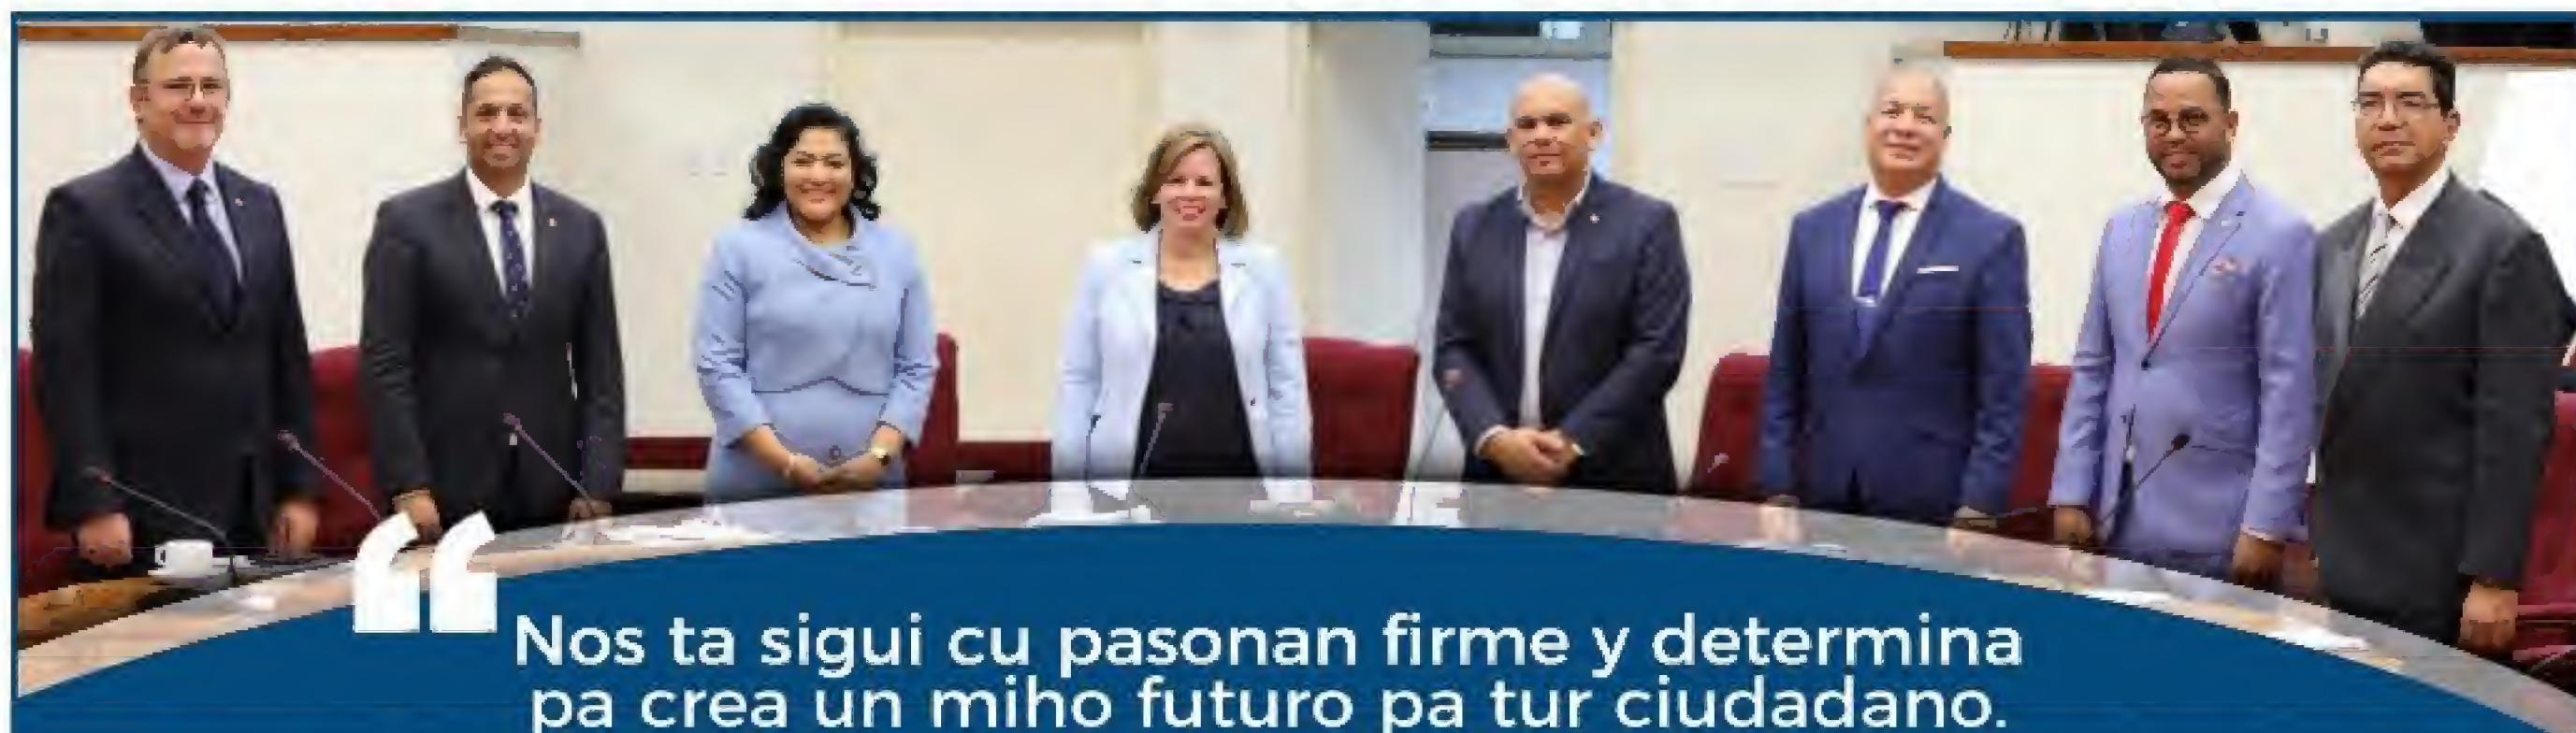 “Nos ta sigui cu pasonan firme y determina
pa crea un miho futuro pa tur ciudadano.